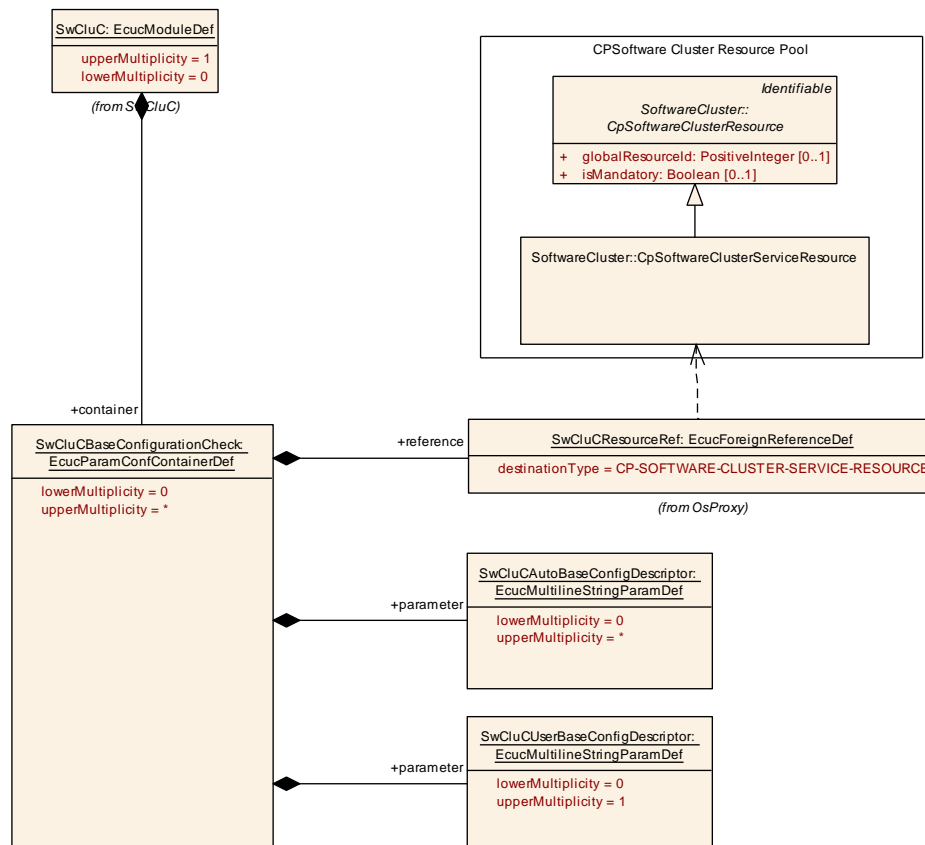 SwCluC: EcucModuleDef
upperMultiplicity = 1
lowerMultiplicity = 0
(from SwCluC)
CPSoftware Cluster Resource Pool
Identifiable
SoftwareCluster::
CpSoftwareClusterResource
+ globalResourceId: PositiveInteger [0..1]
+ isMandatory: Boolean [0..1]
SoftwareCluster::CpSoftwareClusterServiceResource
+container
SwCluCBaseConfigurationCheck:
EcucParamConfContainerDef
lowerMultiplicity = 0
upperMultiplicity = *
+reference
SwCluCResourceRef: EcucForeignReferenceDef
destinationType = CP-SOFTWARE-CLUSTER-SERVICE-RESOURCE
(from OsProxy)
+parameter
SwCluCAutoBaseConfigDescriptor:
EcucMultilineStringParamDef
lowerMultiplicity = 0
upperMultiplicity = *
+parameter
SwCluCUserBaseConfigDescriptor:
EcucMultilineStringParamDef
lowerMultiplicity = 0
upperMultiplicity = 1